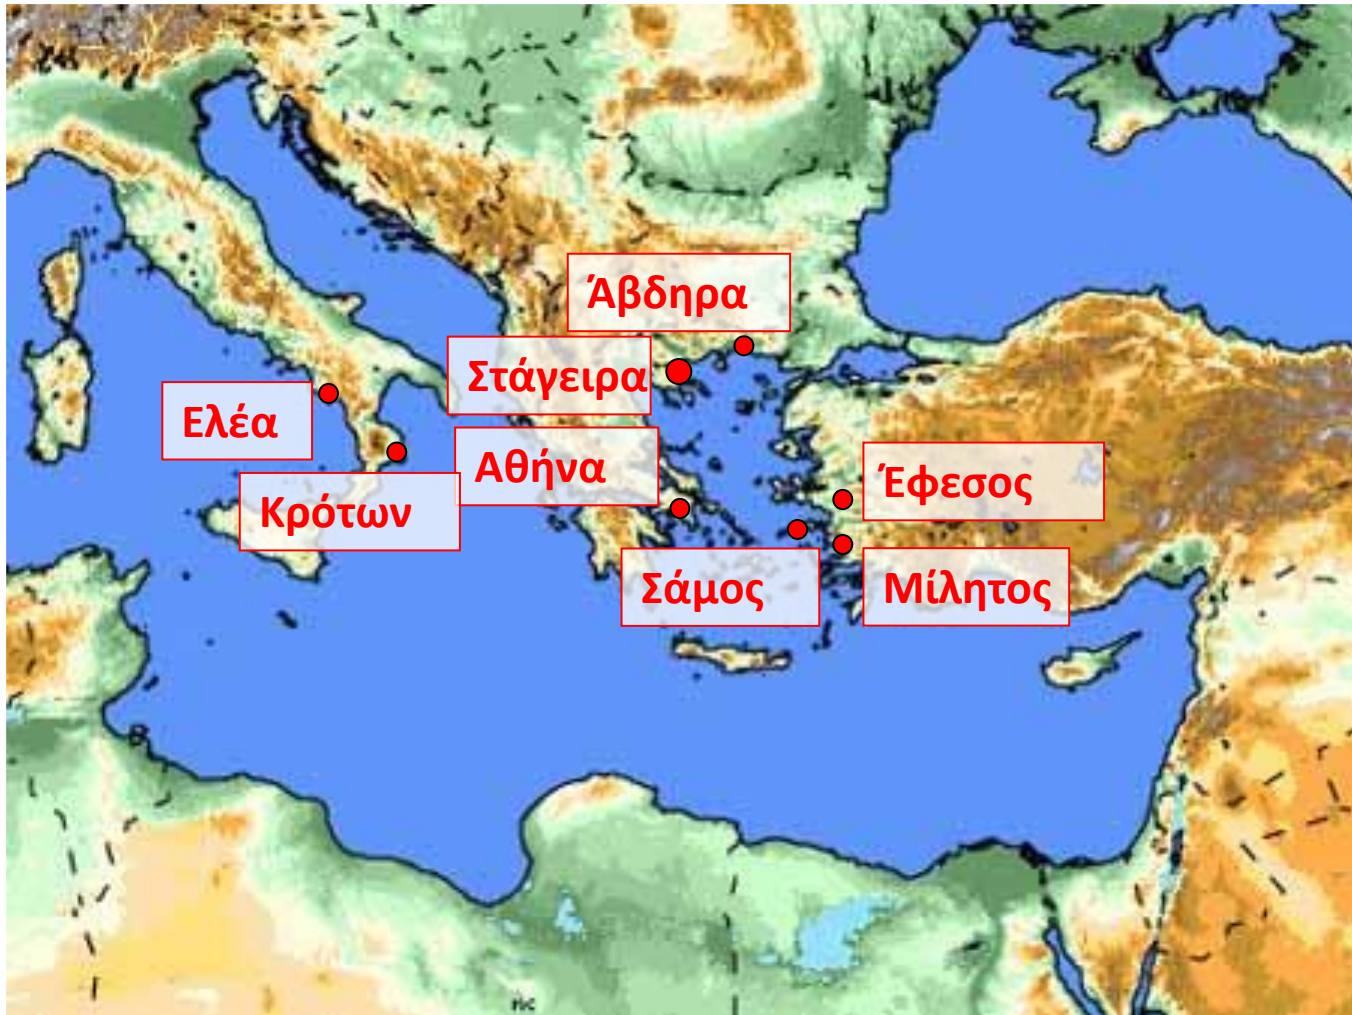 Άβδηρα
Στάγειρα
Ελέα
Αθήνα
Έφεσος
Κρότων
Σάμος
Μίλητος